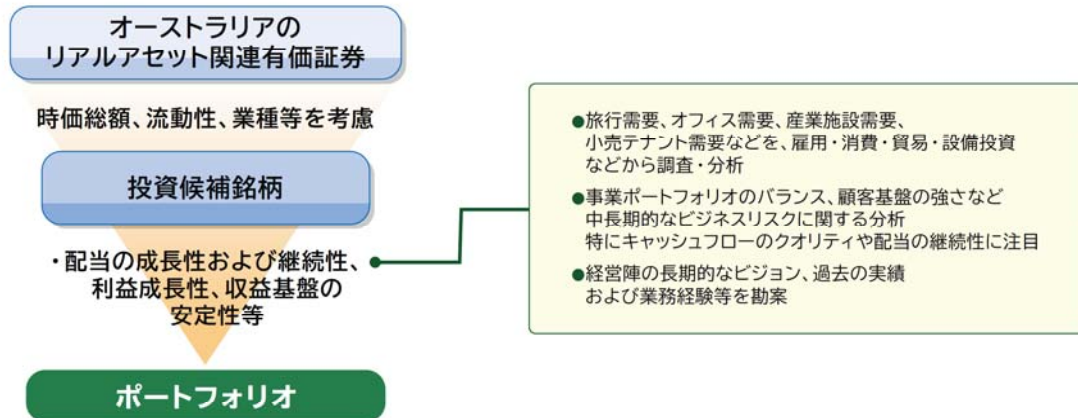 オーストラリアの
リアルアセット関連有価証券
時価総額、流動性、業種等を考慮
投資候補銘柄
・配当の成長性および継続性、
利益成長性、収益基盤の
安定性等
ポートフォリオ
●旅行需要、オフィス需要、産業施設需要、
小売テナント需要などを、雇用・消費・貿易・設備投資
などから調査・分析
●事業ポートフォリオのバランス、顧客基盤の強さなど
中長期的なビジネスリスクに関する分析
特にキャッシュフローのクオリティや配当の継続性に注目
●経営陣の長期的なビジョン、過去の実績
および業務経験等を勘案